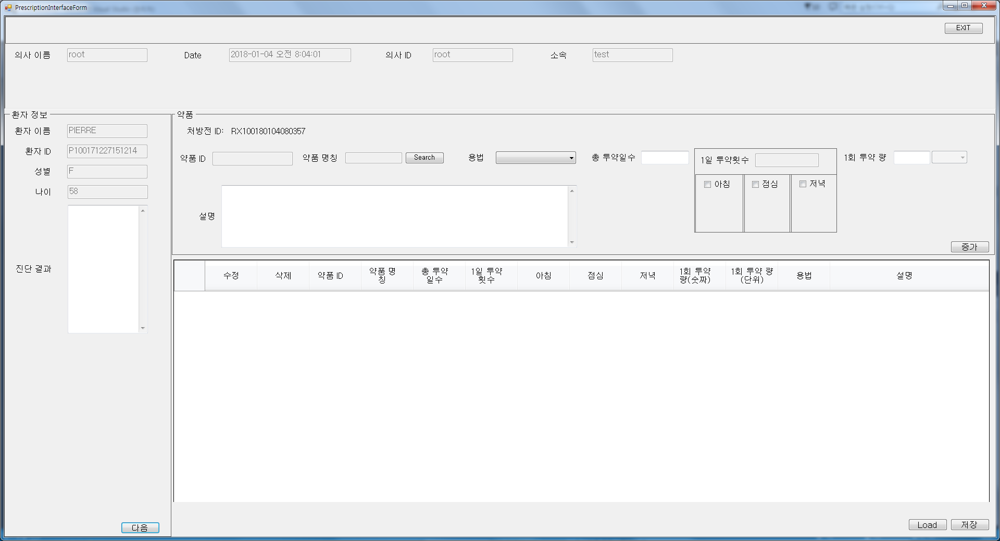 PrescriptionInterfaceForm
EXIT
의사 이름 root Date 2018-01-04 오전 8:04:01 의사 ID root 소속 test
환자 정보
환자 이름 PIERRE
환자 ID P100171227151214
성별 F
나이 58
진단 결과
다음
약품
처방전 ID: RX100180104080357
약품 ID 약품 명칭 Search 용법 총 투약일수 1일 투약횟수 1회 투약 량
아침 점심 저녁
설명
증가
수정 삭제 약품 ID 약품 명칭 총 투약일수 1일 투약횟수 아침 점심 저녁 1회 투약량(숫짜) 1회 투약 량(단위) 용법 설명
Load 저장